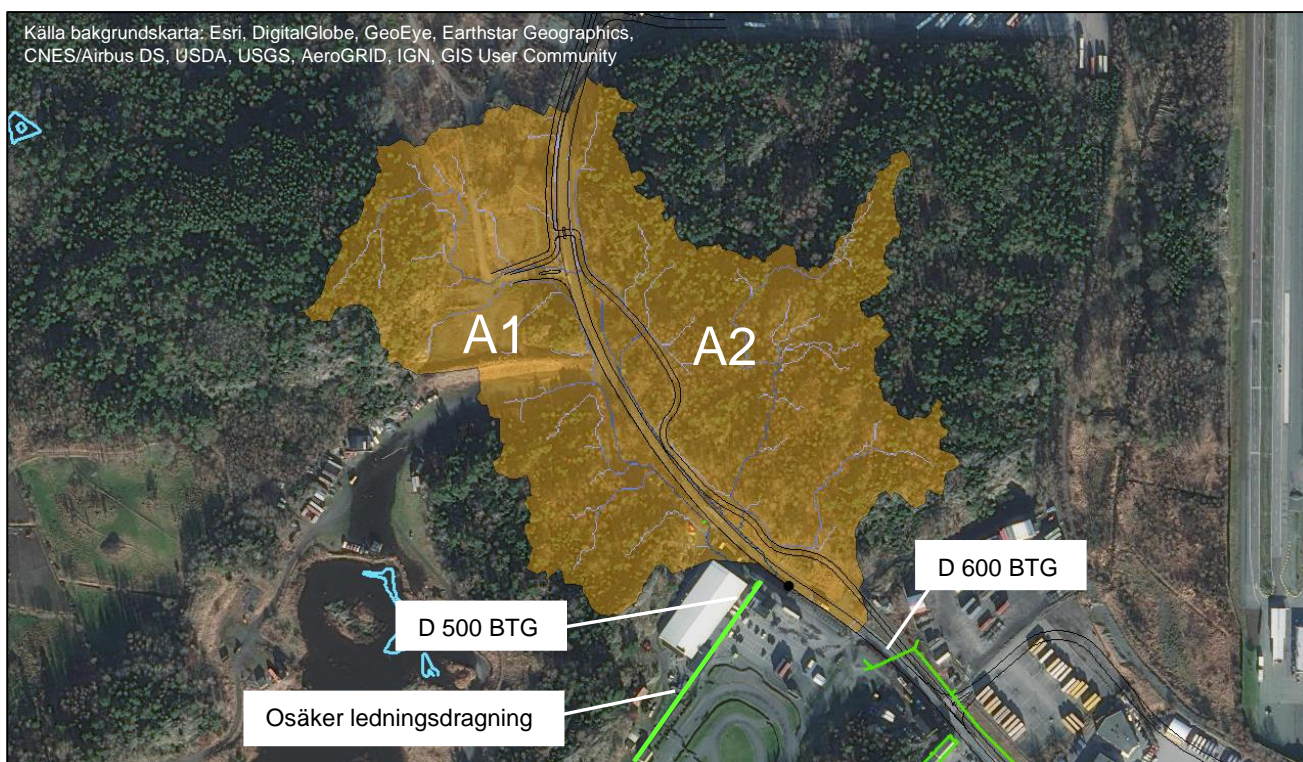 Källa bakgrundskarta: Esri, DigitalGlobe, GeoEye, Earthstar Geographics,
CNES/Airbus DS, USDA, USGS, AeroGRID, IGN, GIS User Community
A1
A2
D 600 BTG
D 500 BTG
Osäker ledningsdragning